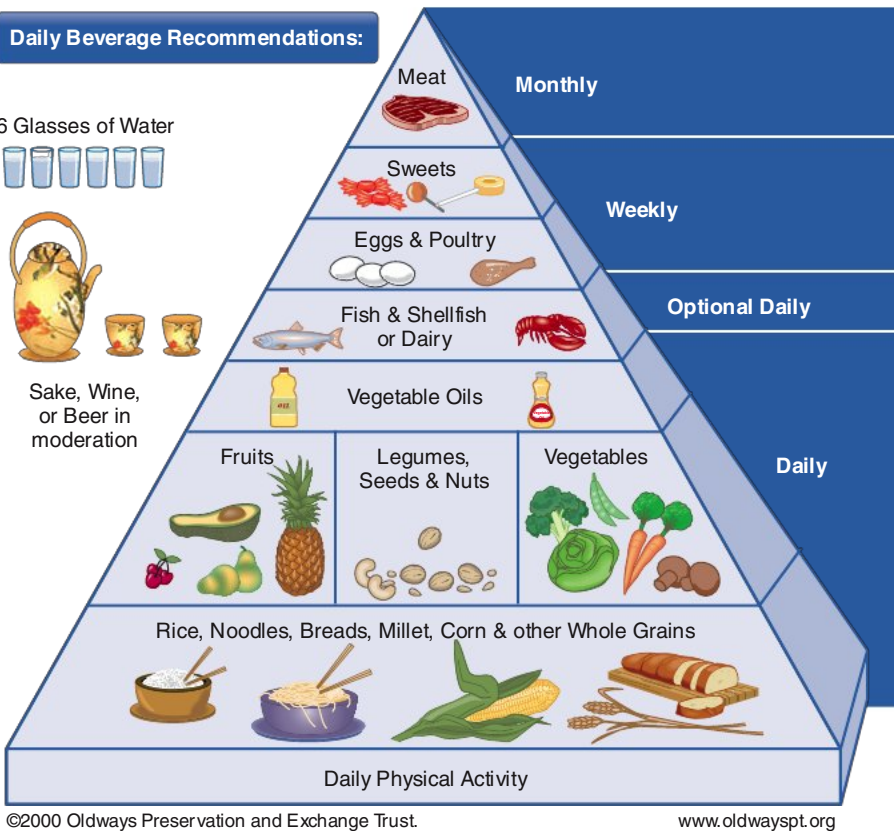 Daily Beverage Recommendations:
6 Glasses of Water
Sake, Wine,
or Beer in
moderation
Meat
Monthly
Sweets
Weekly
Eggs & Poultry
Optional Daily
Fish & Shellfish
or Dairy
Vegetable Oils
Daily
Fruits
Legumes,
Seeds & Nuts
Vegetables
Rice, Noodles, Breads, Millet, Corn & other Whole Grains
Daily Physical Activity
©2000 Oldways Preservation and Exchange Trust.
www.oldwayspt.org